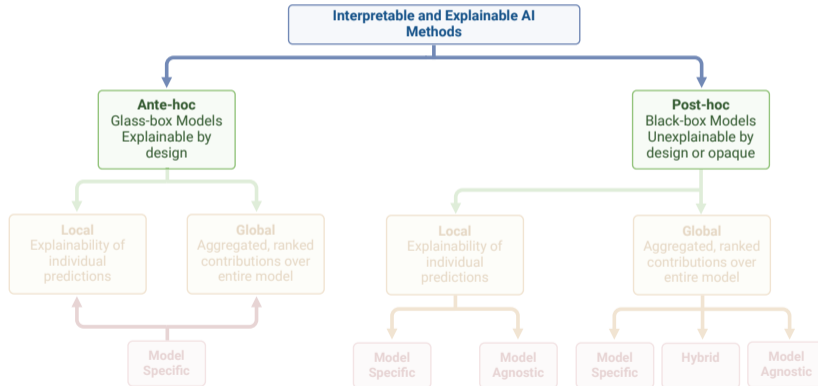 Interpretable and Explainable AI
Methods
Ante-hoc
Glass-box Models
Explainable by
design
Post-hoc
Black-box Models
Unexplainable by
design or opaque
Local
Explainability of
individual
predictions
Global
Aggregated, ranked
contributions over
entire model
Local
Explainability of
individual
predictions
Global
Aggregated, ranked
contributions over
entire model
Model
Specific
Model
Specific
Model
Agnostic
Model
Specific
Hybrid
Model
Agnostic